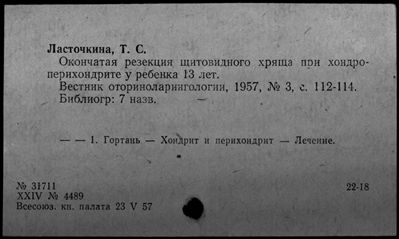 Ласточкина, Т. С.
Окончатая резекция щитовидного хряща при хондро-
перихондрите у ребенка 13 лет.
Вестник оториноларингологии, 1957, № 3, с. 112-114.
Библиогр: 7 назв. —
— — 1. Гортань — Хондрит и перихондрит — Лечение.
№ 31711
22-18
XXIV № 4489
Всесоюз. кн. палата 23 V 57